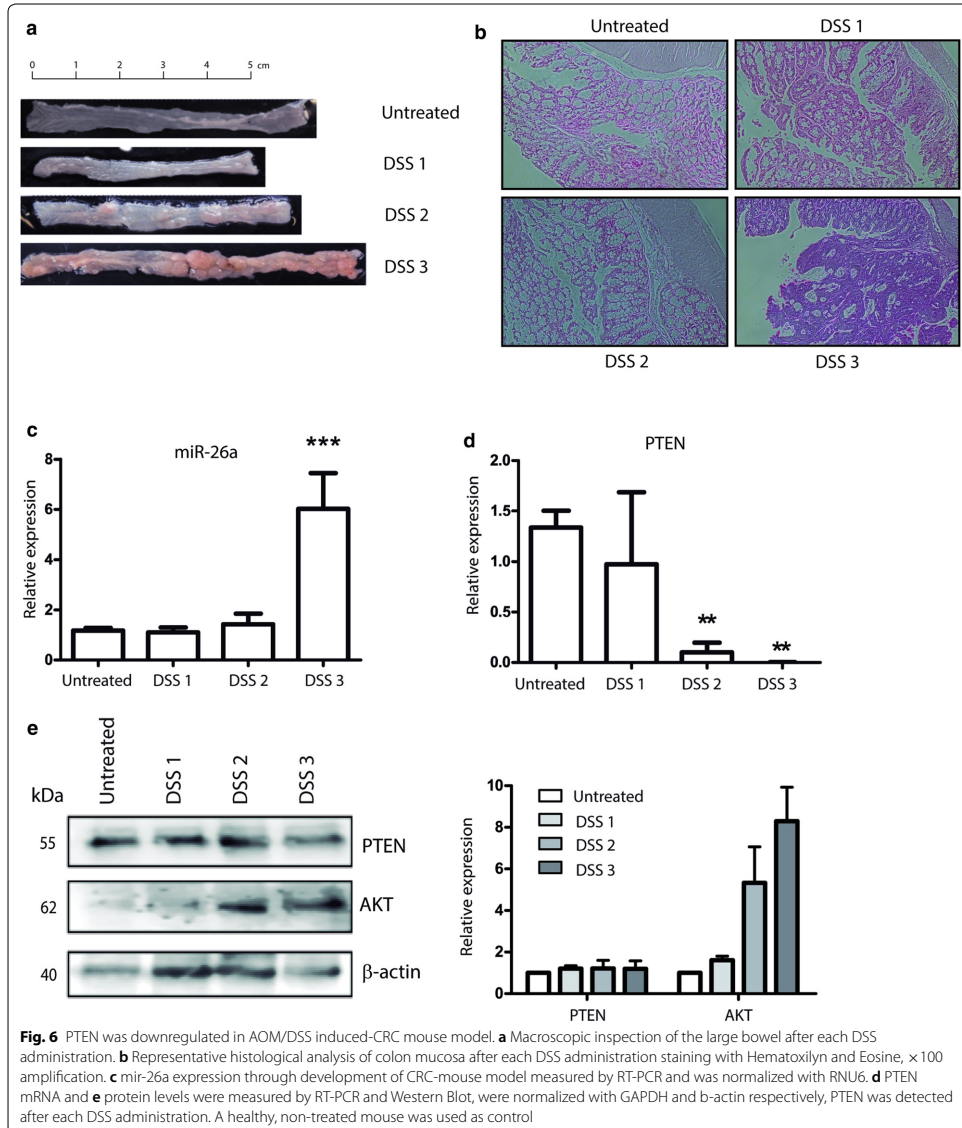 a
0 1 2 3 4 5 cm
Untreated
DSS 1
DSS 2
DSS 3
b
Untreated DSS 1
DSS 2 DSS 3
c
miR-26a
***
Relative expression
8
6
4
2
0
Untreated DSS 1 DSS 2 DSS 3
d
PTEN
Relative expression
2.0
1.5
1.0
0.5
0.0
**
**
Untreated DSS 1 DSS 2 DSS 3
e
kDa
Untreated
DSS 1
DSS 2
DSS 3
55 PTEN
62 AKT
40 β-actin
Relative expression
10
8
6
4
2
0
Untreated
DSS 1
DSS 2
DSS 3
PTEN AKT
Fig. 6 PTEN was downregulated in AOM/DSS induced-CRC mouse model. a Macroscopic inspection of the large bowel after each DSS
administration. b Representative histological analysis of colon mucosa after each DSS administration staining with Hematoxilyn and Eosine, ×100
amplification. c mir-26a expression through development of CRC-mouse model measured by RT-PCR and was normalized with RNU6. d PTEN
mRNA and e protein levels were measured by RT-PCR and Western Blot, were normalized with GAPDH and b-actin respectively, PTEN was detected
after each DSS administration. A healthy, non-treated mouse was used as control